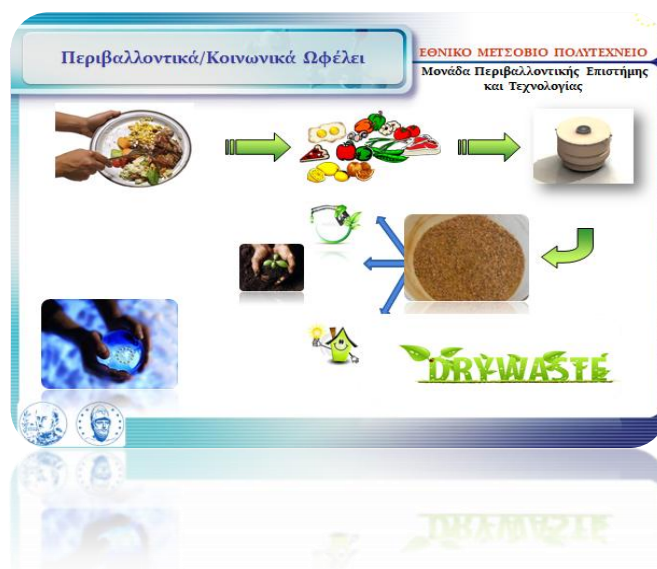 Περιβαλλοντικά/Κοινωνικά Ωφέλει
ΕΘΝΙΚΟ ΜΕΤΣΟΒΙΟ ΠΟΛΥΤΕΧΝΕΙΟ
Μονάδα Περιβαλλοντικής Επιστήμης
και Τεχνολογίας
DRYWASTE